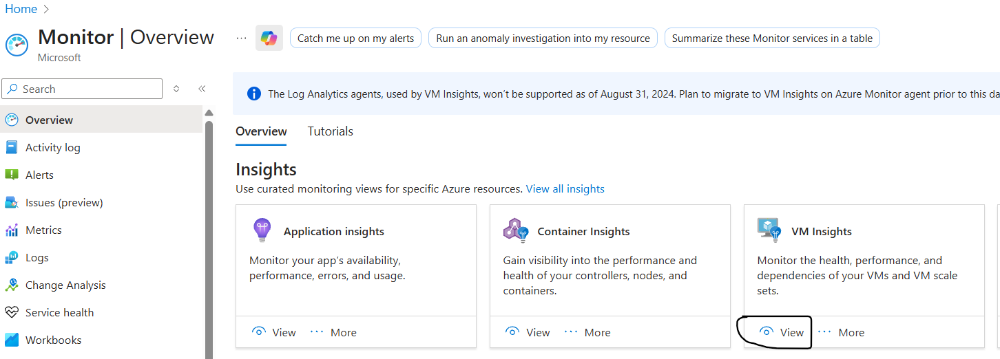 Home
Monitor | Overview
Microsoft
Catch me up on my alerts
Run an anomaly investigation into my resource
Summarize these Monitor services in a table
Search
Overview
Activity log
Alerts
Issues (preview)
Metrics
Logs
Change Analysis
Service health
Workbooks
The Log Analytics agents, used by VM Insights, won't be supported as of August 31, 2024. Plan to migrate to VM Insights on Azure Monitor agent prior to this da
Overview
Tutorials
Insights
Use curated monitoring views for specific Azure resources. View all insights
Application insights
Monitor your app's availability,
performance, errors, and usage.
View
More
Container Insights
Gain visibility into the performance and
health of your controllers, nodes, and
containers.
View
More
VM Insights
Monitor the health, performance, and
dependencies of your VMs and VM scale
sets.
View
More